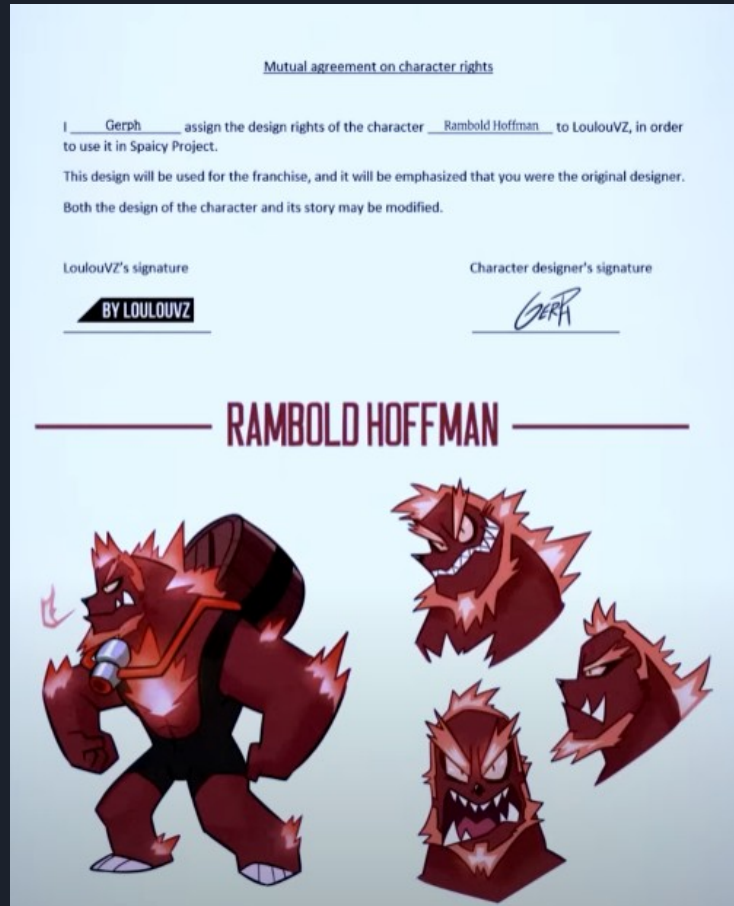 Mutual agreement on character rights
I Gerph assign the design rights of the character Rambold Hoffman to LoulouVZ, in order
to use it in Spaicy Project.
This design will be used for the franchise, and it will be emphasized that you were the original designer.
Both the design of the character and its story may be modified.
LoulouVZ's signature
Character designer's signature
BY LOULOUVZ
GERPH
RAMBOLD HOFFMAN